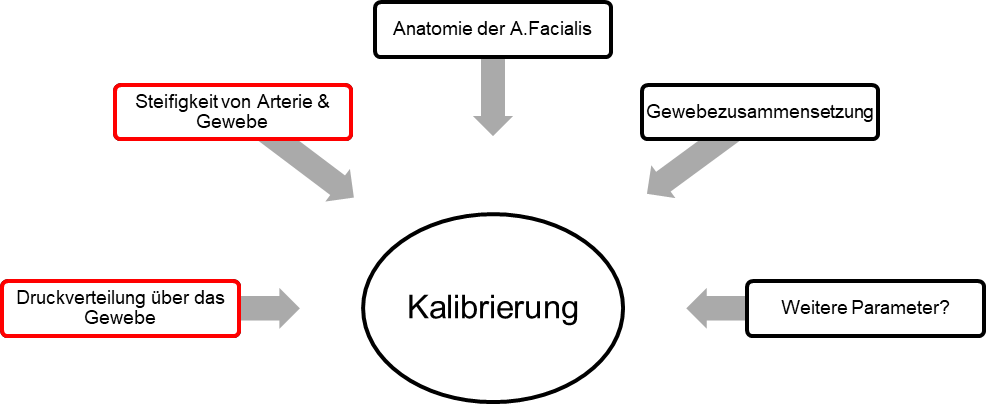 Anatomie der A.Facialis
Steifigkeit von Arterie &
Gewebe
Gewebezusammensetzung
Druckverteilung über das
Gewebe
Kalibrierung
Weitere Parameter?